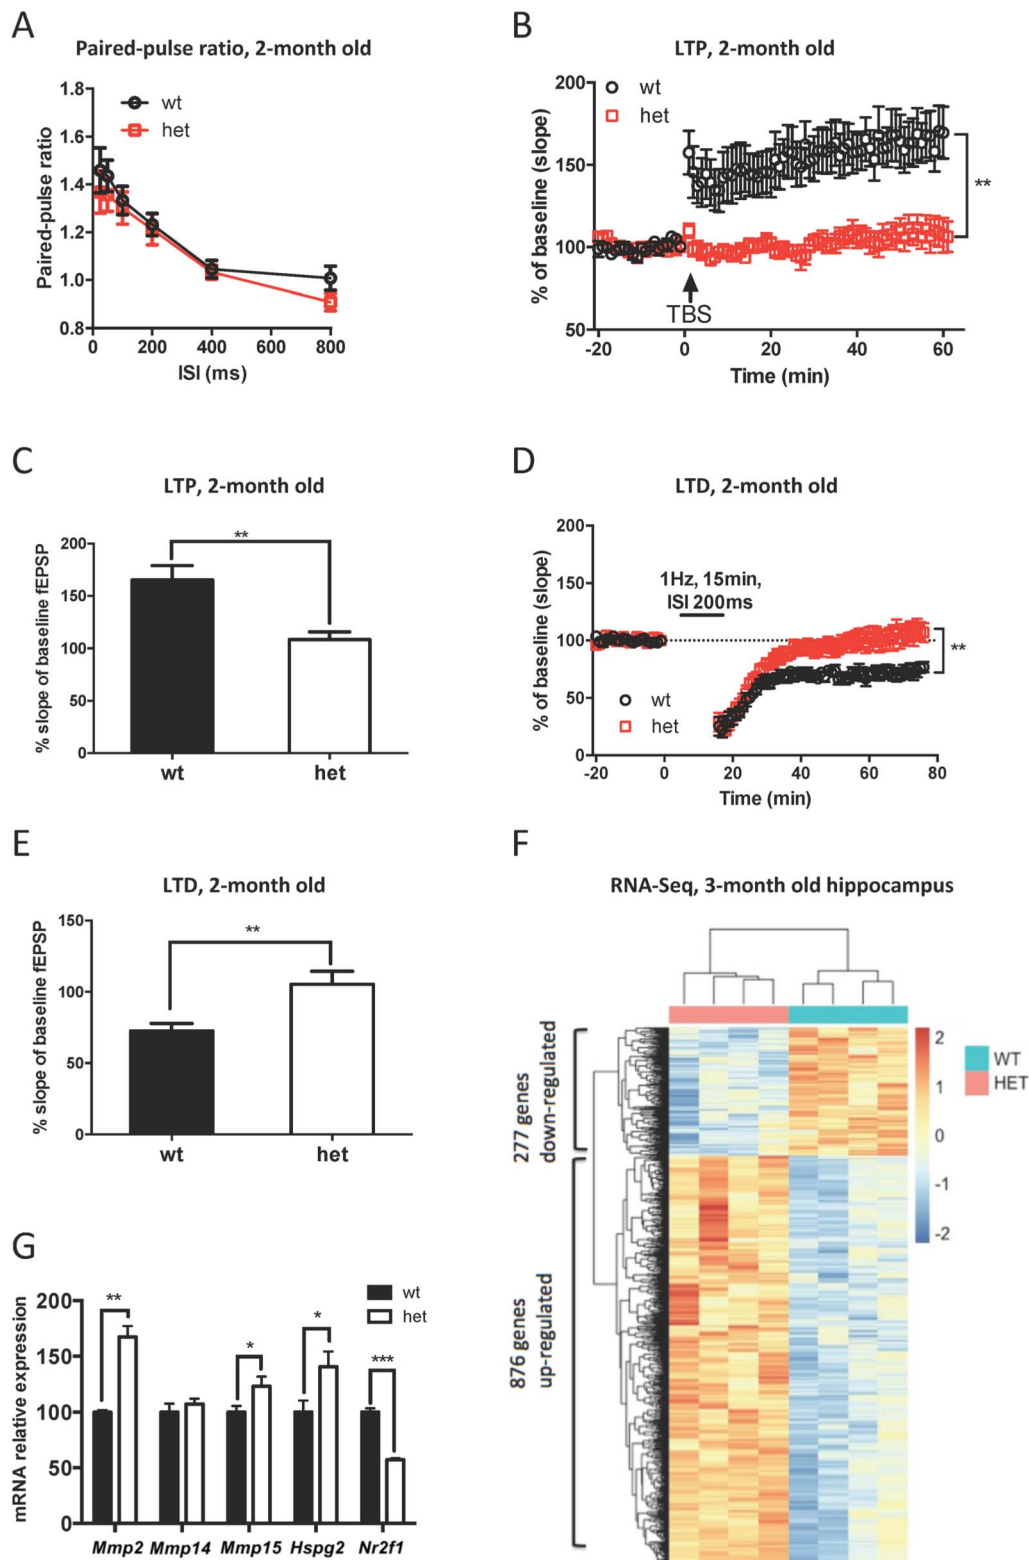 A
Paired-pulse ratio, 2-month old
Paired-pulse ratio
1.8
1.6
1.4
1.2
1.0
0.8
wt
het
0 200 400 600 800
ISI (ms)
B
LTP, 2-month old
% of baseline (slope)
200
150
100
50
wt
het
**
TBS
-20 0 20 40 60
Time (min)
C
LTP, 2-month old
% slope of baseline fEPSP
200
150
100
50
0
**
wt het
D
LTD, 2-month old
% of baseline (slope)
200
150
100
50
0
1Hz, 15min,
ISI 200ms
**
wt
het
-20 0 20 40 60 80
Time (min)
E
LTD, 2-month old
% slope of baseline fEPSP
150
100
50
0
**
wt het
F
RNA-Seq, 3-month old hippocampus
277 genes
down-regulated
876 genes
up-regulated
2
1
0
-1
-2
WT
HET
G
mRNA relative expression
200
150
100
50
0
wt
het
**
*
*
***
Mmp2 Mmp14 Mmp15 Hspg2 Nr2f1